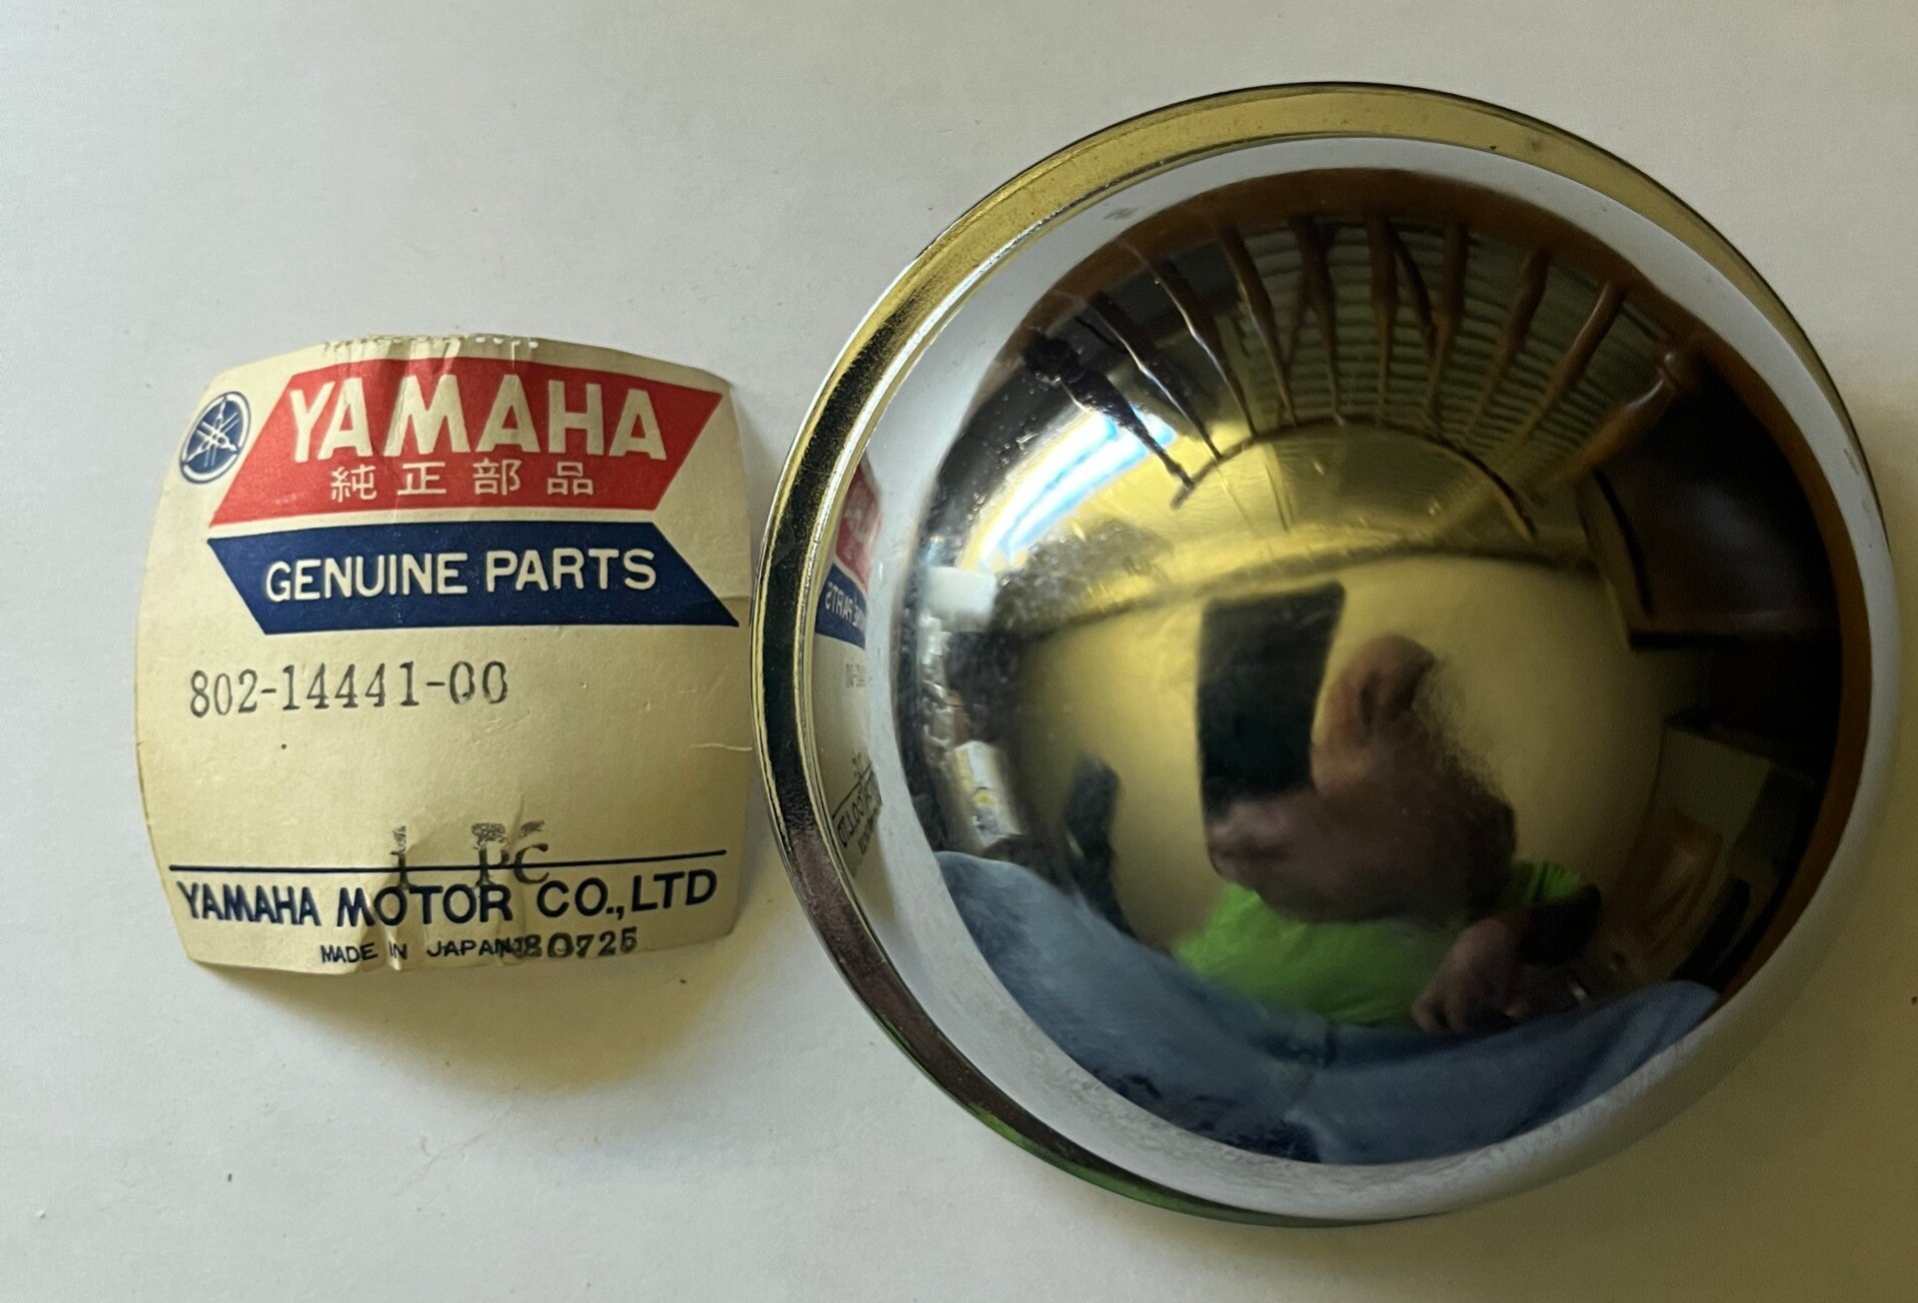 YAMAHA
純正部品
GENUINE PARTS
802-14441-00
1 PC
YAMAHA MOTOR CO.,LTD
MADE IN JAPAN
80725